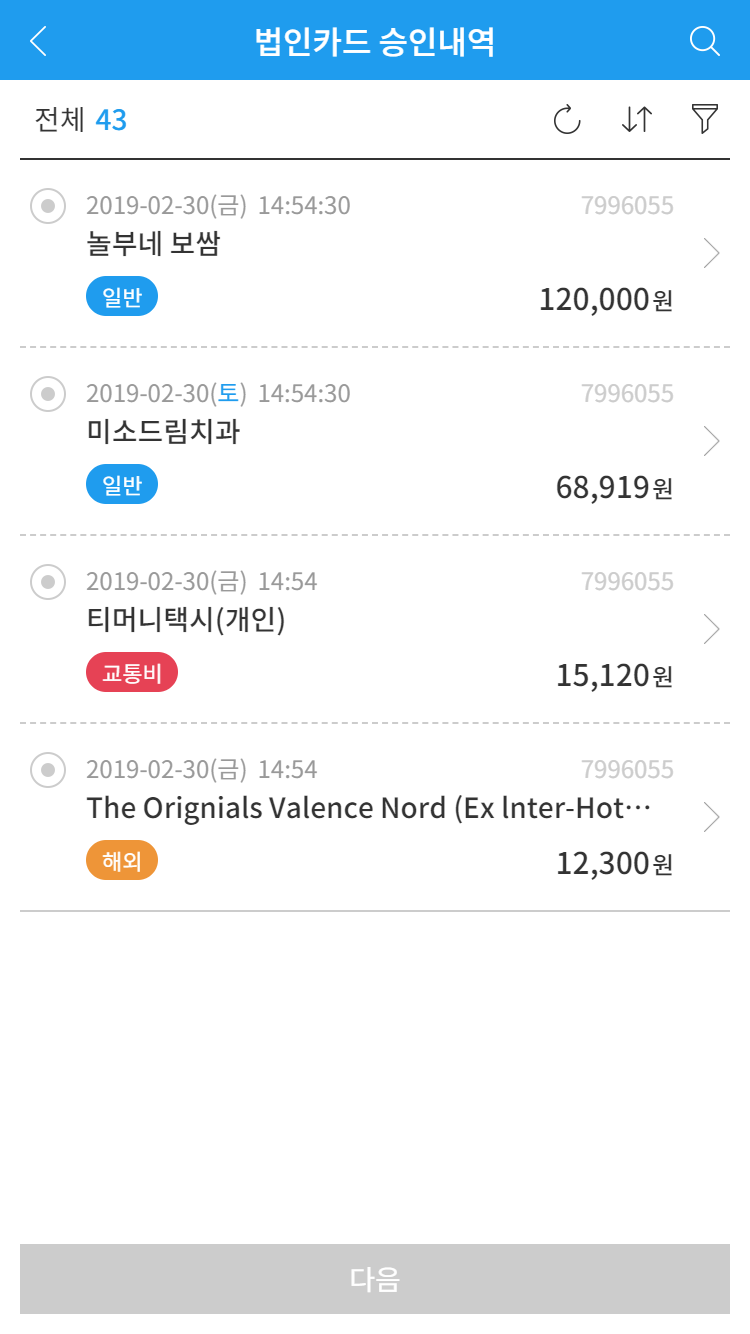 법인카드 승인내역
전체 43
2019-02-30(금) 14:54:30 7996055
놀부네 보쌈
일반 120,000원
2019-02-30(토) 14:54:30 7996055
미소드림치과
일반 68,919원
2019-02-30(금) 14:54 7996055
티머니택시(개인)
교통비 15,120원
2019-02-30(금) 14:54 7996055
The Orignials Valence Nord (Ex lnter-Hot···
해외 12,300원
다음